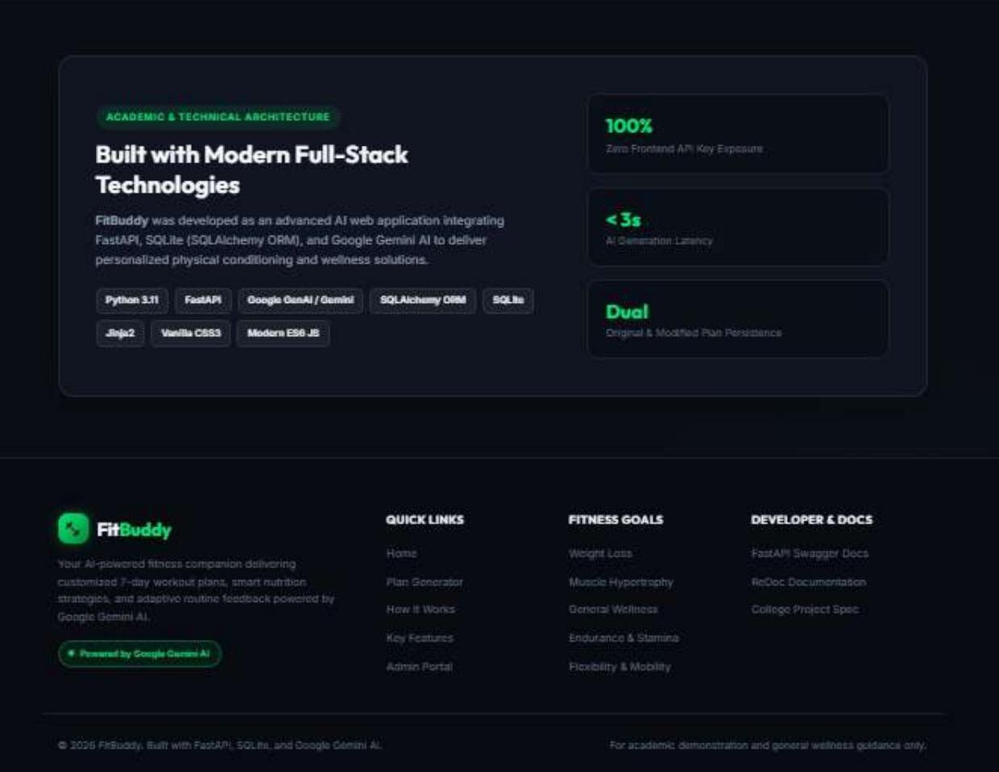 ACADEMIC & TECHNICAL ARCHITECTURE
Built with Modern Full-Stack
Technologies
FitBuddy was developed as an advanced AI web application integrating
FastAPI, SQLite (SQLAlchemy ORM), and Google Gemini AI to deliver
personalized physical conditioning and wellness solutions.
Python 3.11 FastAPI Google GenAI / Gemini SQLAlchemy ORM SQLite
Jinja2 Vanilla CSS3 Modern ES6 JS
100%
Zero Frontend API Key Exposure
< 3s
AI Generation Latency
Dual
Original & Modified Plan Persistence
FitBuddy
Your AI-powered fitness companion delivering
customized 7-day workout plans, smart nutrition
strategies, and adaptive routine feedback powered by
Google Gemini AI.
Powered by Google Gemini AI
QUICK LINKS
Home
Plan Generator
How It Works
Key Features
Admin Portal
FITNESS GOALS
Weight Loss
Muscle Hypertrophy
General Wellness
Endurance & Stamina
Flexibility & Mobility
DEVELOPER & DOCS
FastAPI Swagger Docs
ReDoc Documentation
College Project Spec
© 2026 FitBuddy. Built with FastAPI, SQLite, and Google Gemini AI.
For academic demonstration and general wellness guidance only.